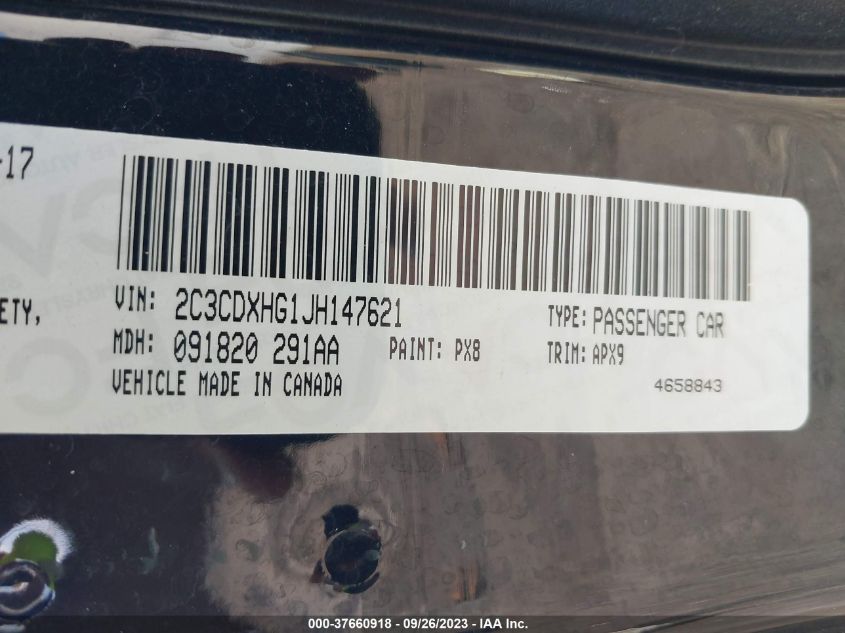 -17
ETY,
VIN: 2C3CDXHG1JH147621
TYPE: PASSENGER CAR
MDH: 091820 291AA
PAINT: PX8
TRIM: APX9
VEHICLE MADE IN CANADA
4658843
000-37660918 - 09/26/2023 - IAA Inc.